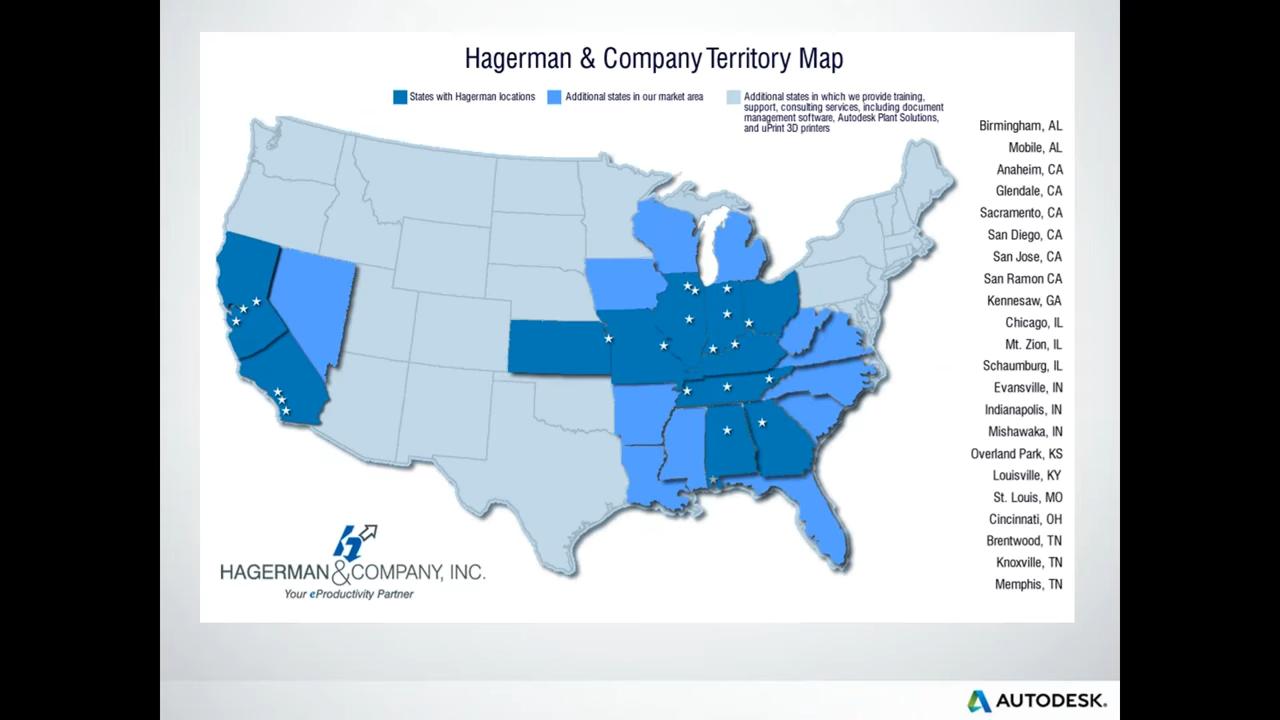 Hagerman & Company Territory Map
States with Hagerman locations
Additional states in our market area
Additional states in which we provide training,
support, consulting services, including document
management software, Autodesk Plant Solutions,
and uPrint 3D printers
Birmingham, AL
Mobile, AL
Anaheim, CA
Glendale, CA
Sacramento, CA
San Diego, CA
San Jose, CA
San Ramon CA
Kennesaw, GA
Chicago, IL
Mt. Zion, IL
Schaumburg, IL
Evansville, IN
Indianapolis, IN
Mishawaka, IN
Overland Park, KS
Louisville, KY
St. Louis, MO
Cincinnati, OH
Brentwood, TN
Knoxville, TN
Memphis, TN
HAGERMAN & COMPANY, INC.
Your eProductivity Partner
AUTODESK.